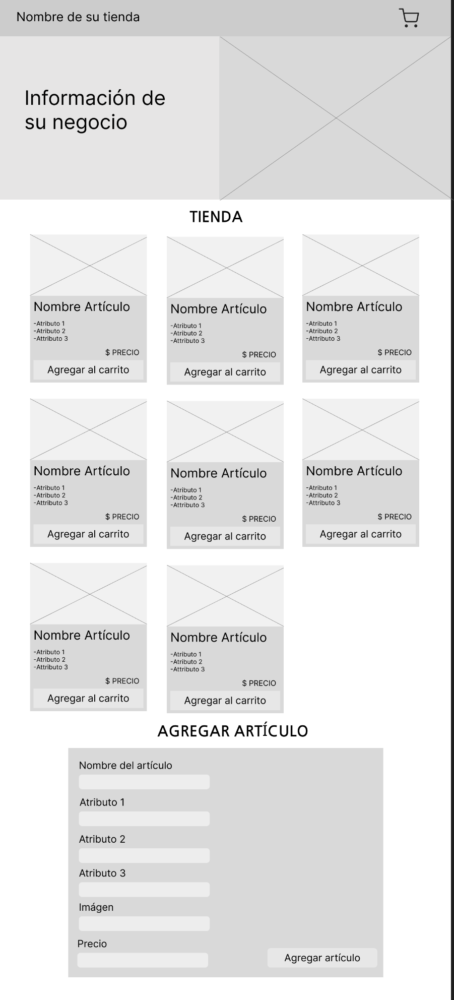 Nombre de su tienda
Información de
su negocio
TIENDA
Nombre Artículo
-Atributo 1
-Atributo 2
-Attributo 3
$ PRECIO
Agregar al carrito
Nombre Artículo
-Atributo 1
-Atributo 2
-Attributo 3
$ PRECIO
Agregar al carrito
Nombre Artículo
-Atributo 1
-Atributo 2
-Attributo 3
$ PRECIO
Agregar al carrito
Nombre Artículo
-Atributo 1
-Atributo 2
-Attributo 3
$ PRECIO
Agregar al carrito
Nombre Artículo
-Atributo 1
-Atributo 2
-Attributo 3
$ PRECIO
Agregar al carrito
Nombre Artículo
-Atributo 1
-Atributo 2
-Attributo 3
$ PRECIO
Agregar al carrito
Nombre Artículo
-Atributo 1
-Atributo 2
-Attributo 3
$ PRECIO
Agregar al carrito
Nombre Artículo
-Atributo 1
-Atributo 2
-Attributo 3
$ PRECIO
Agregar al carrito
AGREGAR ARTÍCULO
Nombre del artículo
Atributo 1
Atributo 2
Atributo 3
Imágen
Precio
Agregar artículo